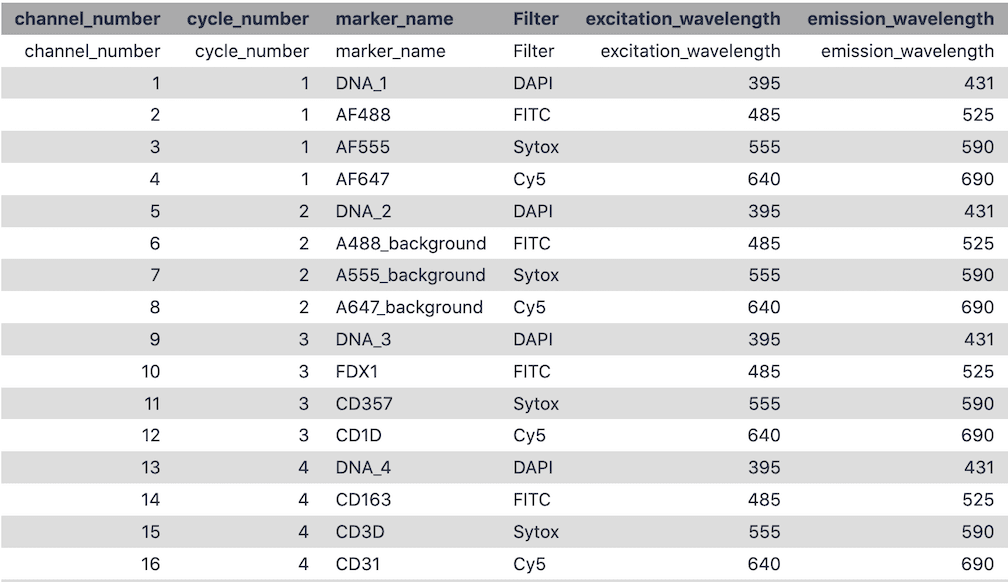 channel_number cycle_number marker_name Filter excitation_wavelength emission_wavelength
channel_number cycle_number marker_name Filter excitation_wavelength emission_wavelength
1 1 DNA_1 DAPI 395 431
2 1 AF488 FITC 485 525
3 1 AF555 Sytox 555 590
4 1 AF647 Cy5 640 690
5 2 DNA_2 DAPI 395 431
6 2 A488_background FITC 485 525
7 2 A555_background Sytox 555 590
8 2 A647_background Cy5 640 690
9 3 DNA_3 DAPI 395 431
10 3 FDX1 FITC 485 525
11 3 CD357 Sytox 555 590
12 3 CD1D Cy5 640 690
13 4 DNA_4 DAPI 395 431
14 4 CD163 FITC 485 525
15 4 CD3D Sytox 555 590
16 4 CD31 Cy5 640 690